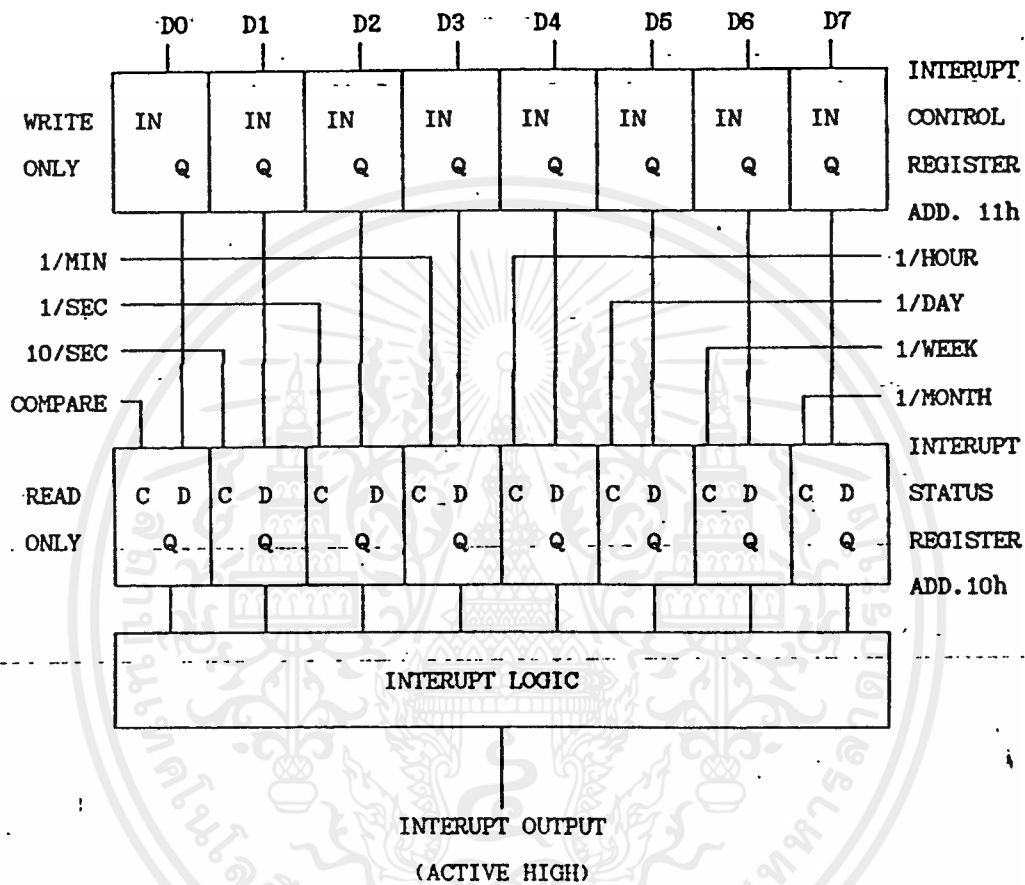 D0 D1 D2 D3 D4 D5 D6 D7
INTERUPT
WRITE IN IN IN IN IN IN IN IN CONTROL
ONLY Q Q Q Q Q Q Q Q REGISTER
ADD. 11h
1/MIN 1/HOUR
1/SEC 1/DAY
10/SEC 1/WEEK
COMPARE 1/MONTH
INTERUPT
READ C D C D C D C D C D C D C D C D STATUS
ONLY Q Q Q Q Q Q Q Q REGISTER
ADD.10h
INTERUPT LOGIC
INTERUPT OUTPUT
(ACTIVE HIGH)